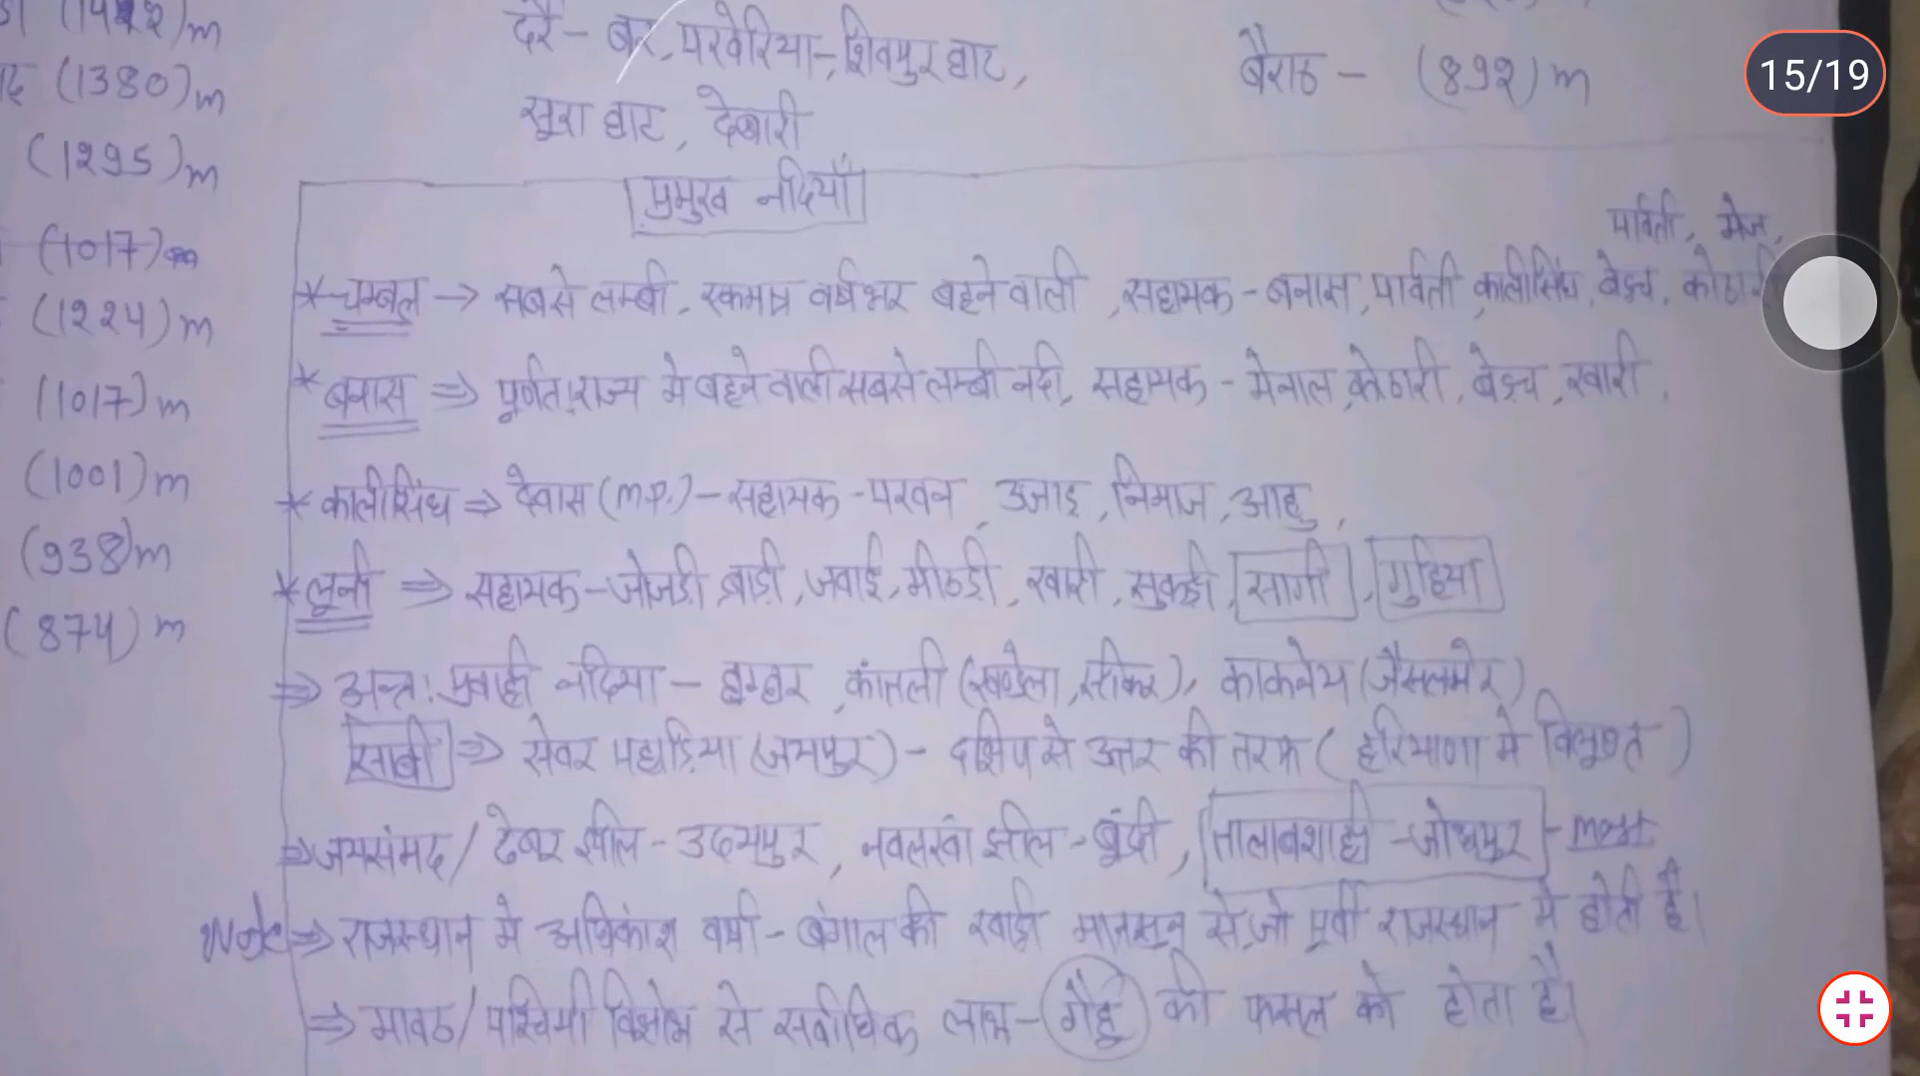 (1422)m
(1380)m
(1295)m
(1017)m
(1224)m
(1017)m
(1001)m
(938)m
(874)m
दर्रे - बर, परवेरिया, शिवपुर घाट,
सूरा घाट, देबारी
बैराठ - (892) m
15/19
प्रमुख नदियाँ
पार्वती, मेज,
* चम्बल → सबसे लम्बी, एकमात्र वर्षभर बहने वाली, सहायक - बनास, पार्वती, कालीसिंध, बेड़च, कोठारी
* बनास ⇒ पूर्णत: राज्य मे बहने वाली सबसे लम्बी नदी, सहायक - मेनाल, कोठारी, बेड़च, खारी,
* कालीसिंध ⇒ देवास (m.p.) - सहायक - परवन, उजाड़, निमाज, आहु,
* लूनी ⇒ सहायक - जोजड़ी, बाड़ी, जवाई, मीठड़ी, खारी, सुकड़ी, सागी, गुहिया
⇒ अन्त: प्रवाही नदिया - घग्घर, कांतली (खण्डेला, सीकर), काकनेय (जैसलमेर)
साबी ⇒ सेवर पहाड़िया (जयपुर) - दक्षिण से उत्तर की तरफ (हरियाणा मे विलुप्त)
⇒ जयसंमद / ढेबर झील - उदयपुर, नवलखां झील - बूंदी, तालाबशाही - जोधपुर - most
Note ⇒ राजस्थान मे अधिकांश वर्षा - बंगाल की खाड़ी मानसून से, जो पूर्वी राजस्थान मे होती है।
⇒ मावठ / पश्चिमी विक्षोभ से सर्वाधिक लाभ - गेहूं की फसल को होता है।